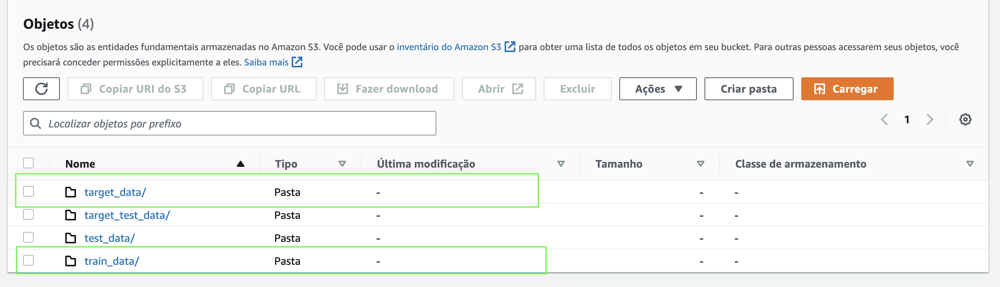 Objetos (4)
Os objetos são as entidades fundamentais armazenadas no Amazon S3. Você pode usar o inventário do Amazon S3 para obter uma lista de todos os objetos em seu bucket. Para outras pessoas acessarem seus objetos, você
precisará conceder permissões explicitamente a eles. Saiba mais
Copiar URI do S3 Copiar URL Fazer download Abrir Excluir Ações Criar pasta Carregar
Localizar objetos por prefixo 1
Nome Tipo Última modificação Tamanho Classe de armazenamento
target_data/ Pasta - - -
target_test_data/ Pasta - - -
test_data/ Pasta - - -
train_data/ Pasta - - -